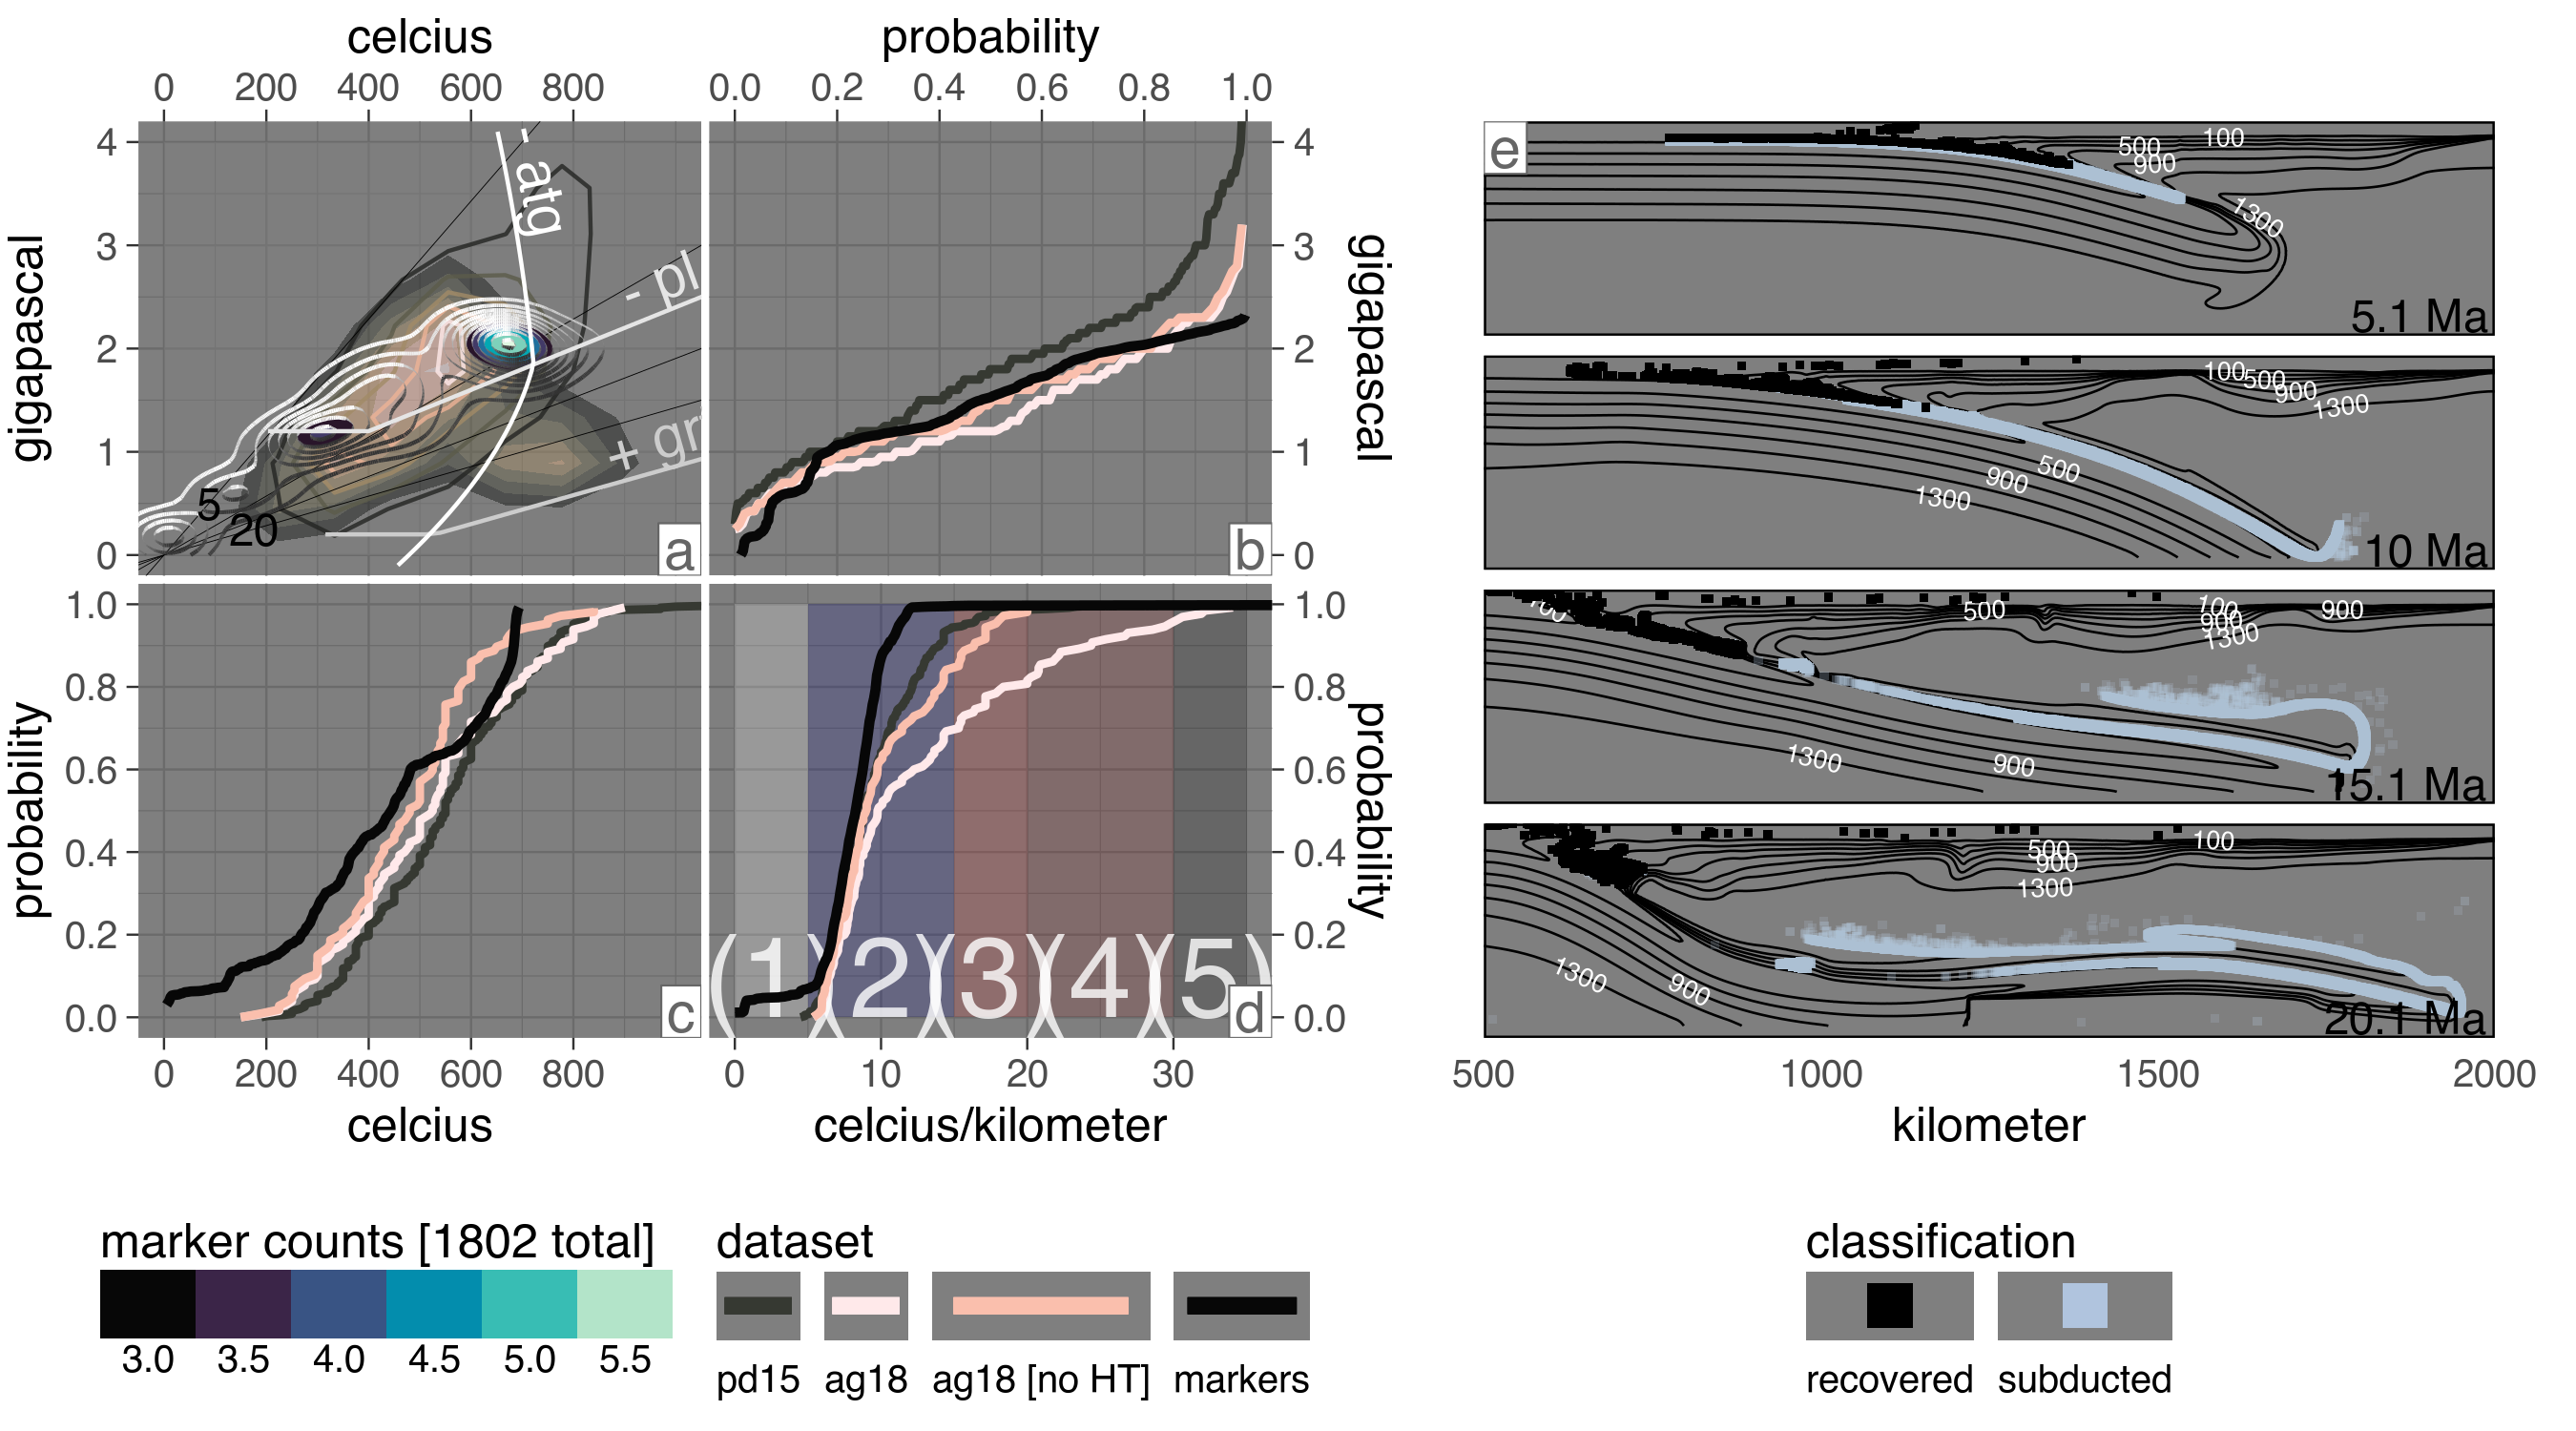 celcius
probability
0 200 400 600 800
0.0 0.2 0.4 0.6 0.8 1.0
gigapascal
4
3
2
1
0
- atg
- pl
+ gr
5
20
a
b
4
3
2
1
0
gigapascal
probability
1.0
0.8
0.6
0.4
0.2
0.0
c
(1)(2)(3)(4)(5)
d
1.0
0.8
0.6
0.4
0.2
0.0
probability
0 200 400 600 800
0 10 20 30
celcius
celcius/kilometer
e
100
500
900
1300
5.1 Ma
100
500
900
1300
500
900
1300
10 Ma
500
100
900
900
1300
1300
900
15.1 Ma
100
500
900
1300
1300
900
20.1 Ma
500 1000 1500 2000
kilometer
marker counts [1802 total]
3.0 3.5 4.0 4.5 5.0 5.5
dataset
pd15 ag18 ag18 [no HT] markers
classification
recovered subducted